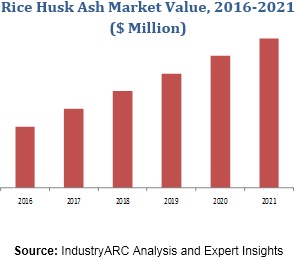 Rice Husk Ash Market Value, 2016-2021
($ Million)
2016 2017 2018 2019 2020 2021
Source: IndustryARC Analysis and Expert Insights